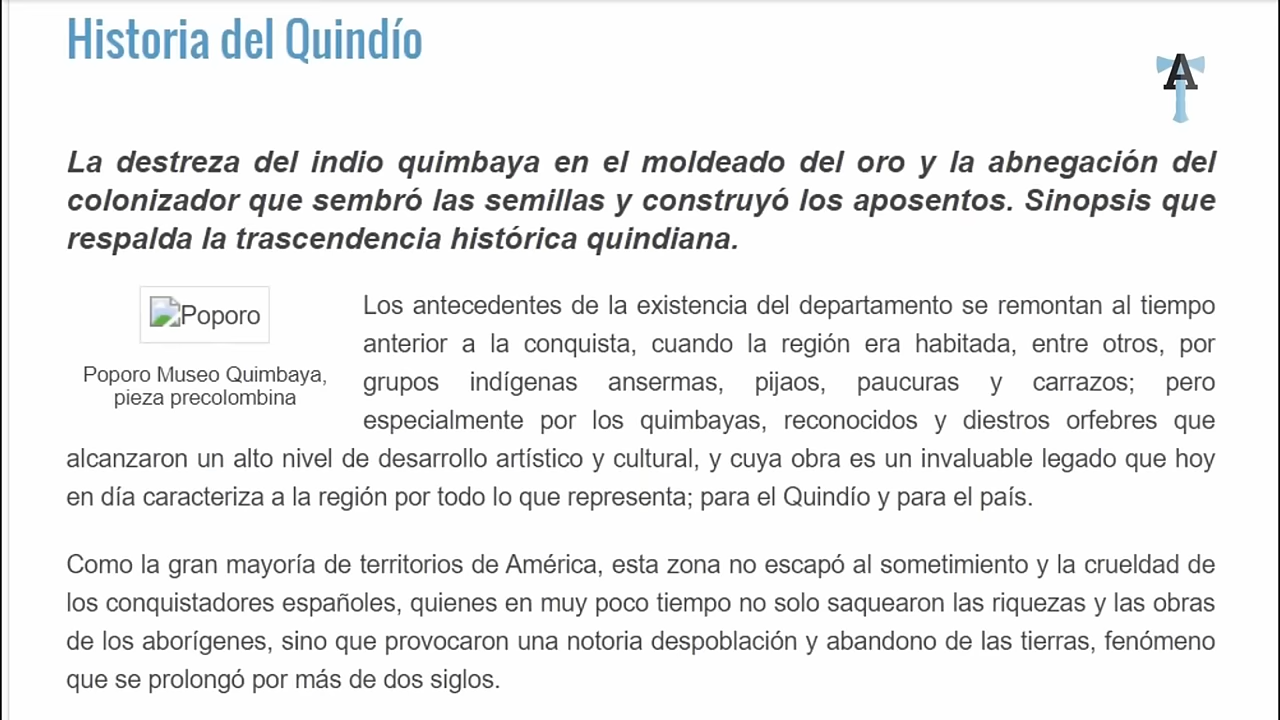 Historia del Quindío
A
La destreza del indio quimbaya en el moldeado del oro y la abnegación del
colonizador que sembró las semillas y construyó los aposentos. Sinopsis que
respalda la trascendencia histórica quindiana.
Poporo
Poporo Museo Quimbaya,
pieza precolombina
Los antecedentes de la existencia del departamento se remontan al tiempo
anterior a la conquista, cuando la región era habitada, entre otros, por
grupos indígenas ansermas, pijaos, paucuras y carrazos; pero
especialmente por los quimbayas, reconocidos y diestros orfebres que
alcanzaron un alto nivel de desarrollo artístico y cultural, y cuya obra es un invaluable legado que hoy
en día caracteriza a la región por todo lo que representa; para el Quindío y para el país.
Como la gran mayoría de territorios de América, esta zona no escapó al sometimiento y la crueldad de
los conquistadores españoles, quienes en muy poco tiempo no solo saquearon las riquezas y las obras
de los aborígenes, sino que provocaron una notoria despoblación y abandono de las tierras, fenómeno
que se prolongó por más de dos siglos.